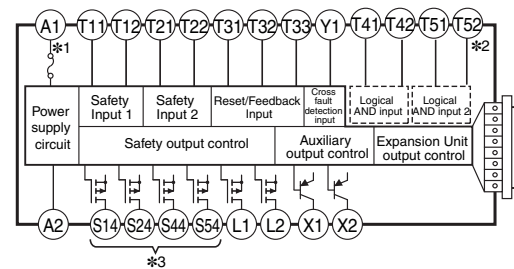 A1 T11 T12 T21 T22 T31 T32 T33 Y1 T41 T42 T51 T52
*1
*2
Power
supply
circuit
Safety
Input 1
Safety
Input 2
Reset/Feedback
Input
Cross
fault
detection
input
Logical
AND input
Logical
AND input 2
Safety output control
Auxiliary
output control
Expansion Unit
output control
A2 S14 S24 S44 S54 L1 L2 X1 X2
*3